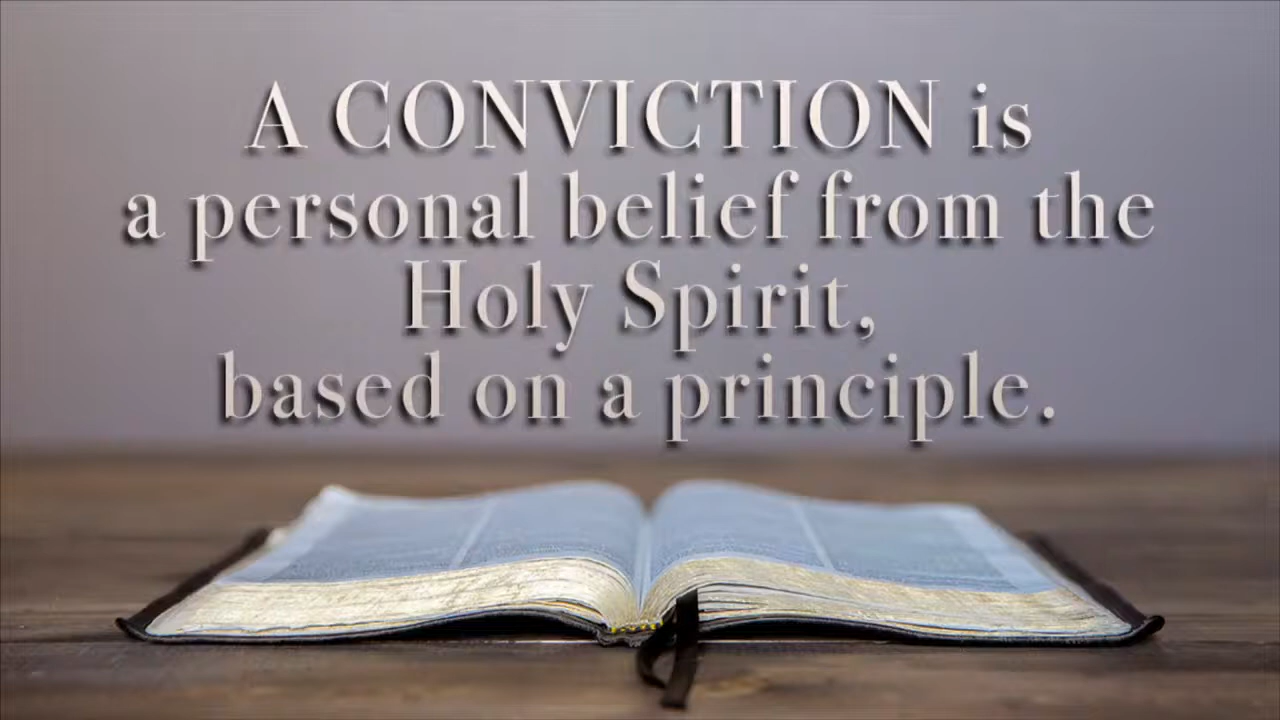 A CONVICTION is
a personal belief from the
Holy Spirit,
based on a principle.